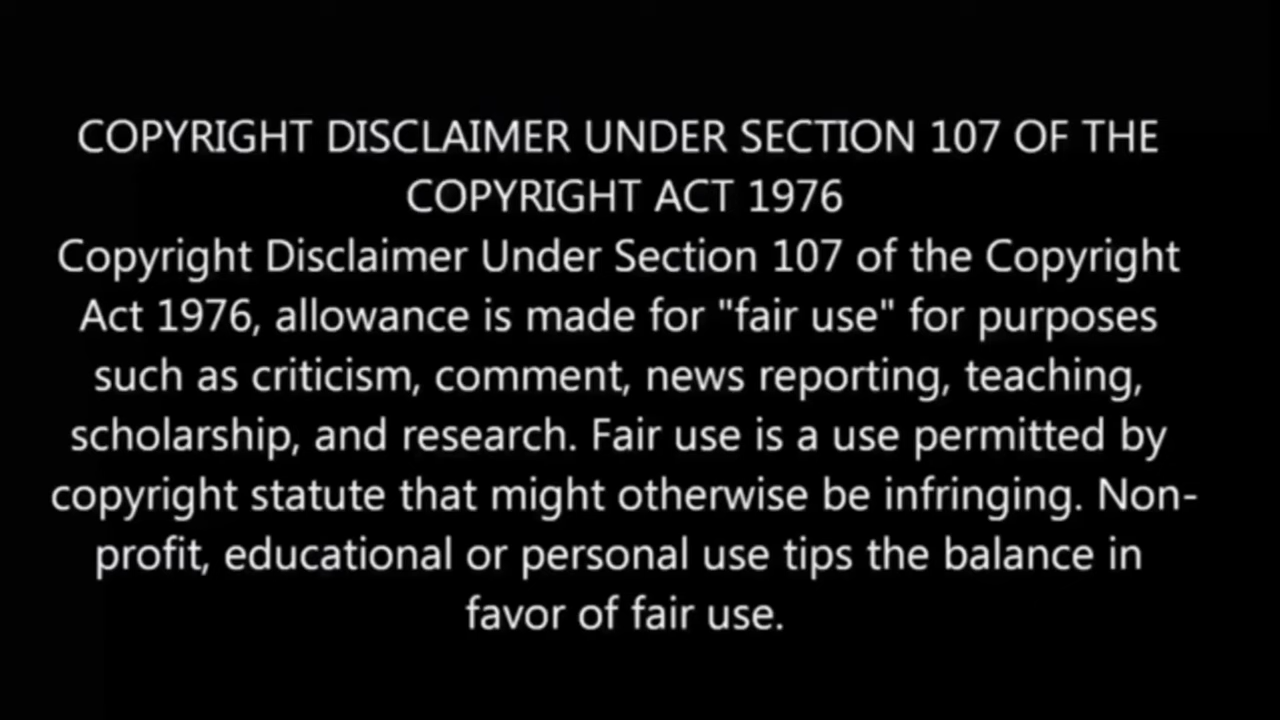 COPYRIGHT DISCLAIMER UNDER SECTION 107 OF THE
COPYRIGHT ACT 1976
Copyright Disclaimer Under Section 107 of the Copyright
Act 1976, allowance is made for "fair use" for purposes
such as criticism, comment, news reporting, teaching,
scholarship, and research. Fair use is a use permitted by
copyright statute that might otherwise be infringing. Non-
profit, educational or personal use tips the balance in
favor of fair use.